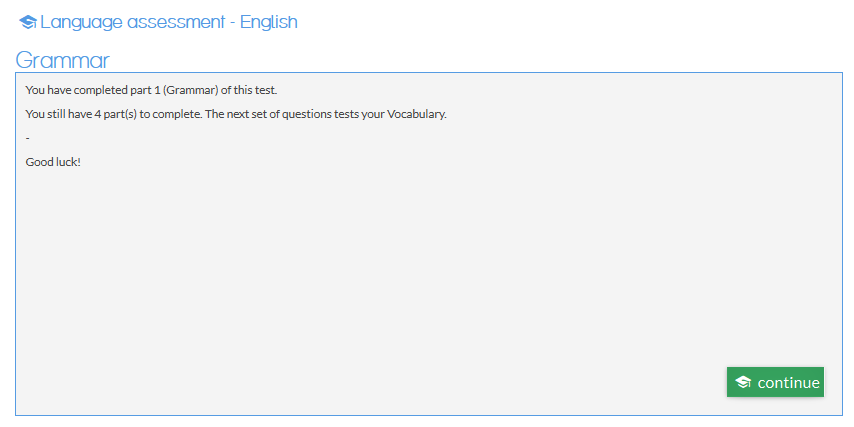 Language assessment - English
Grammar
You have completed part 1 (Grammar) of this test.
You still have 4 part(s) to complete. The next set of questions tests your Vocabulary.
-
Good luck!
continue